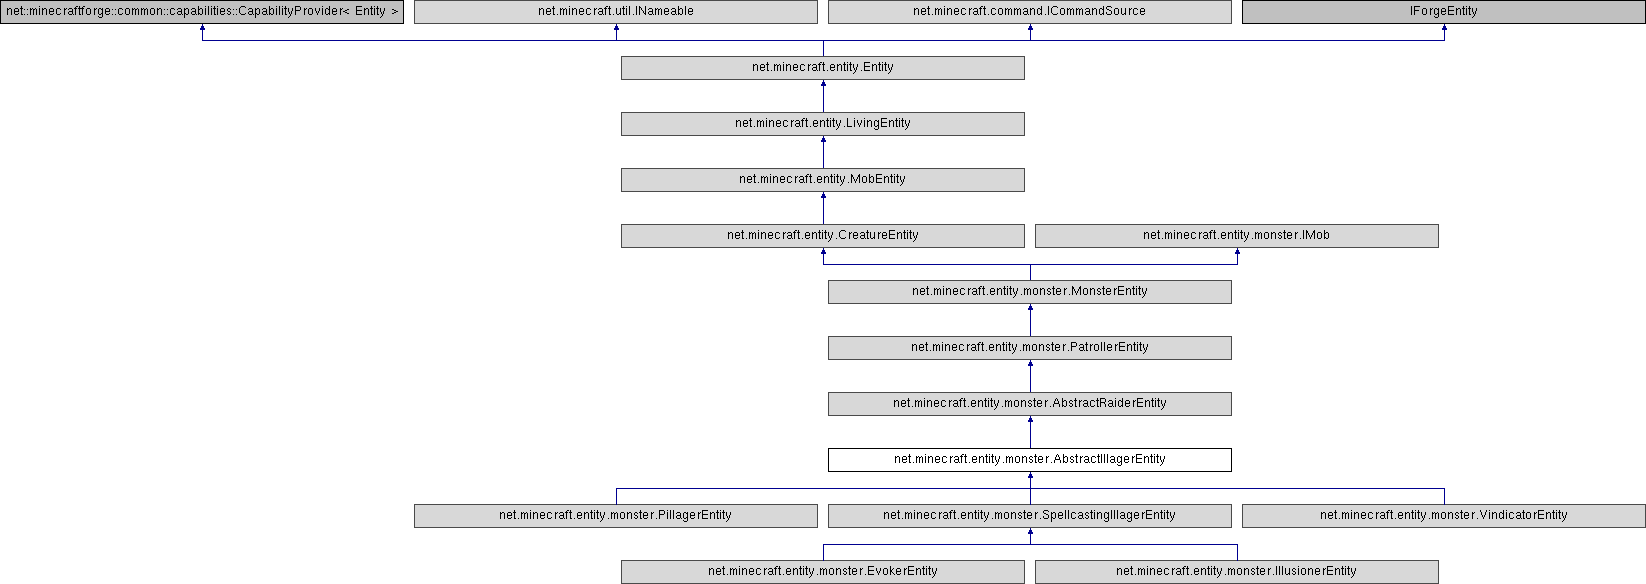 net::minecraftforge::common::capabilities::CapabilityProvider< Entity >
net.minecraft.util.INameable
net.minecraft.command.ICommandSource
IForgeEntity
net.minecraft.entity.Entity
net.minecraft.entity.LivingEntity
net.minecraft.entity.MobEntity
net.minecraft.entity.CreatureEntity
net.minecraft.entity.monster.IMob
net.minecraft.entity.monster.MonsterEntity
net.minecraft.entity.monster.PatrollerEntity
net.minecraft.entity.monster.AbstractRaiderEntity
net.minecraft.entity.monster.AbstractIllagerEntity
net.minecraft.entity.monster.PillagerEntity
net.minecraft.entity.monster.SpellcastingIllagerEntity
net.minecraft.entity.monster.VindicatorEntity
net.minecraft.entity.monster.EvokerEntity
net.minecraft.entity.monster.IllusionerEntity